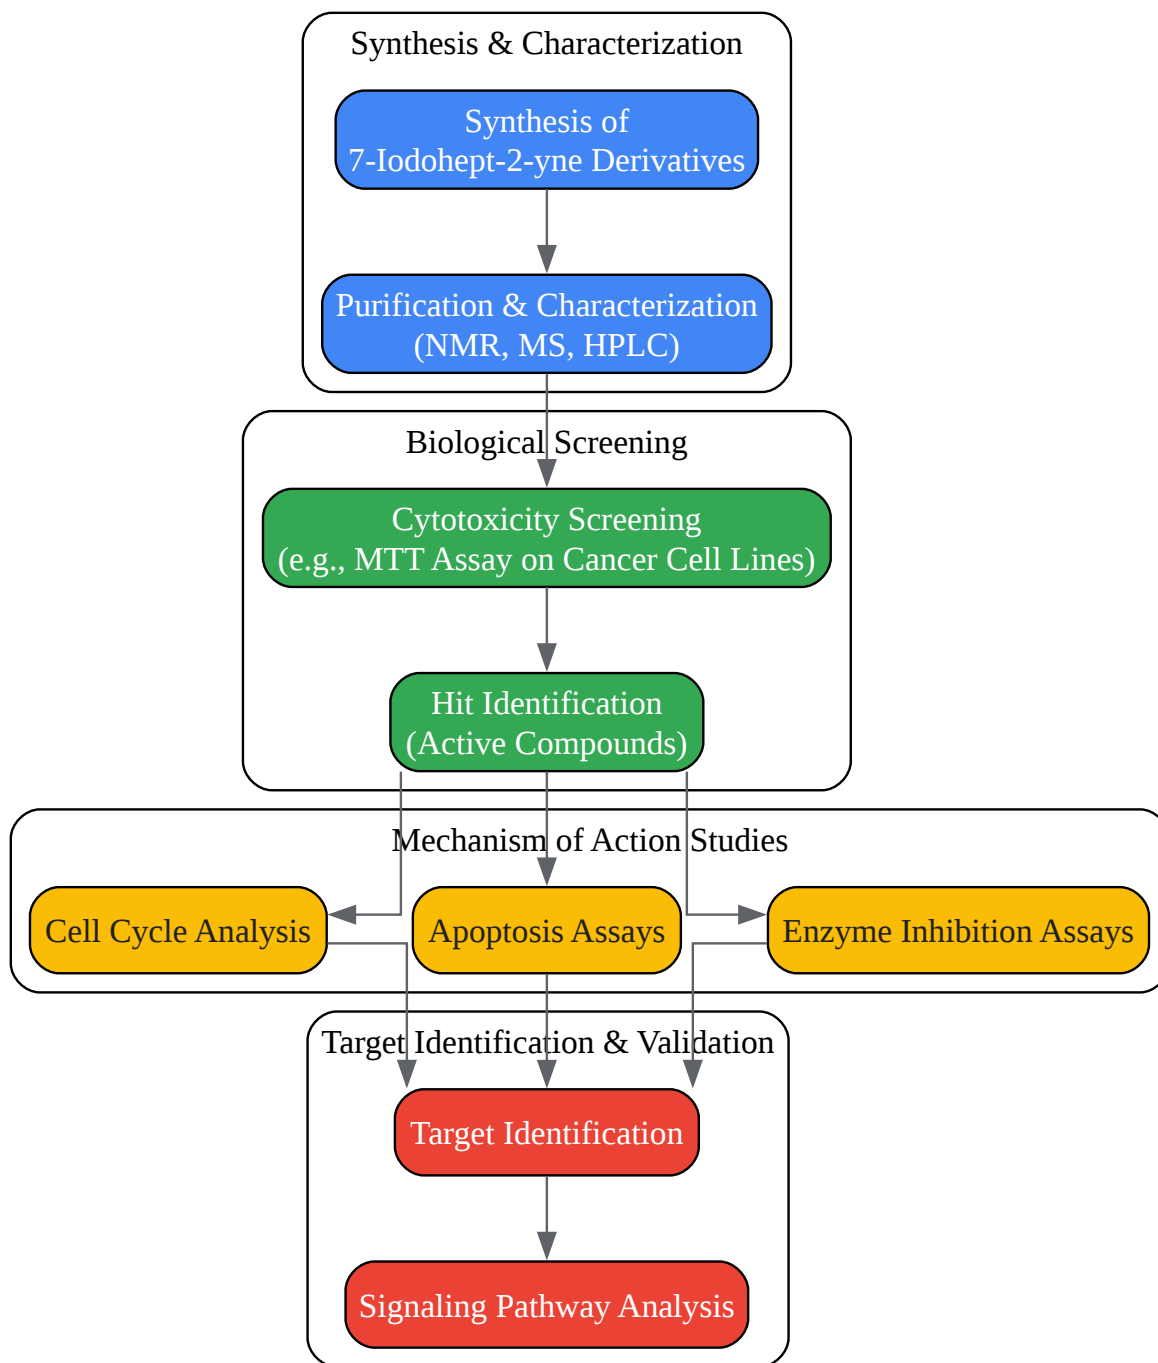 Synthesis & Characterization
Synthesis of
7-Iodohept-2-yne Derivatives
Purification & Characterization
(NMR, MS, HPLC)
Biological Screening
Cytotoxicity Screening
(e.g., MTT Assay on Cancer Cell Lines)
Hit Identification
(Active Compounds)
Mechanism of Action Studies
Cell Cycle Analysis
Apoptosis Assays
Enzyme Inhibition Assays
Target Identification & Validation
Target Identification
Signaling Pathway Analysis